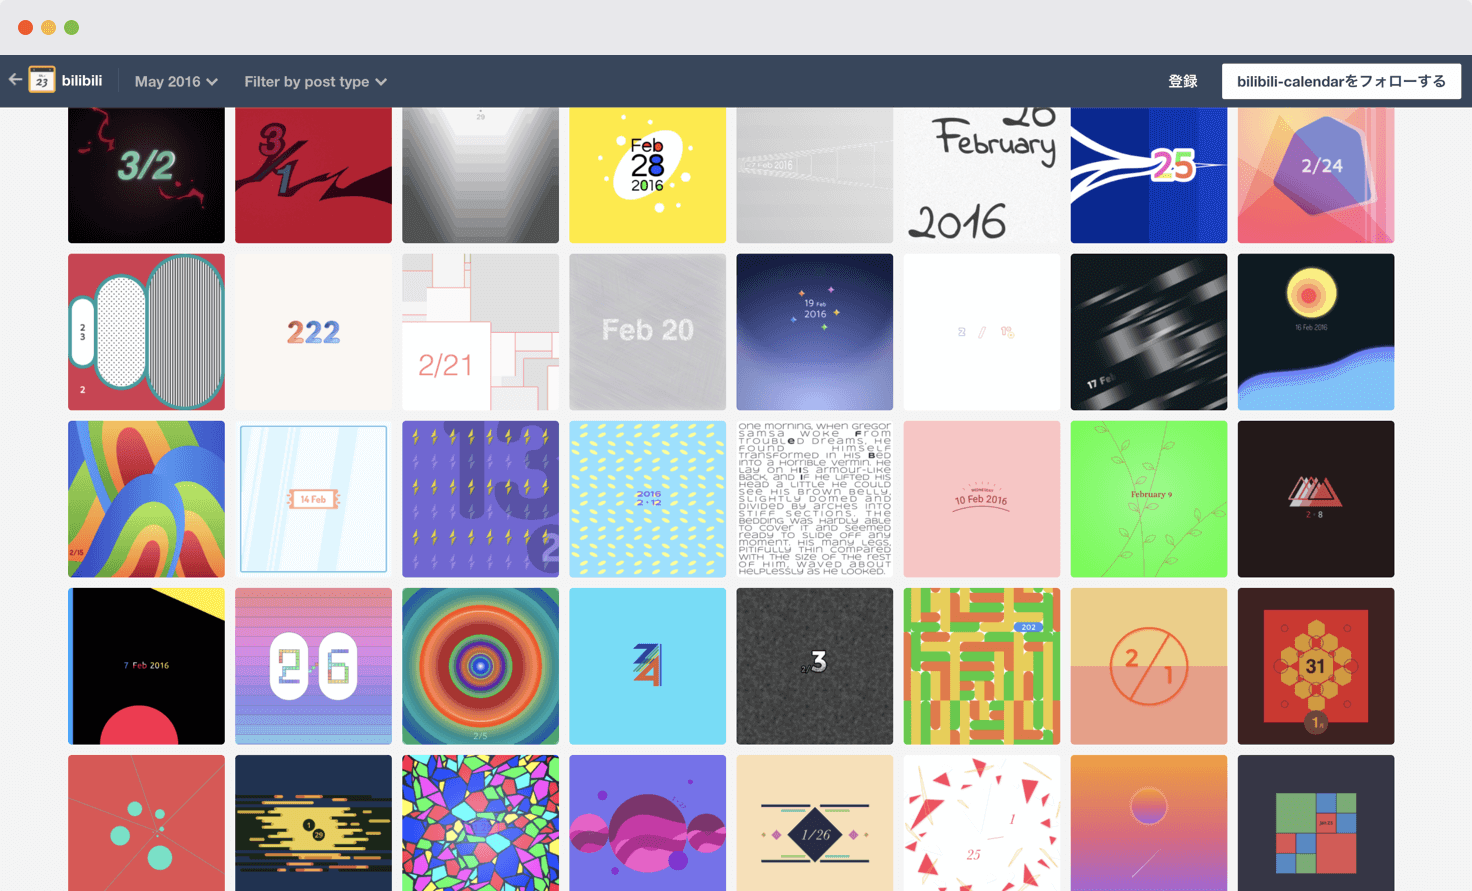 23
bilibili
May 2016
Filter by post type
登録
bilibili-calendarをフォローする
3/2
3/1
29
Feb
28
2016
Feb 2016
26
February
2016
25
2/24
2
3
2
222
2/21
Feb 20
19 Feb
2016
2 / 18
17 Feb
16 Feb 2016
2/15
14 Feb
13
2
2016
2·12
One morning, when Gregor
Samsa woke from
troubled dreams, he
found himself
transformed in his bed
into a horrible vermin. He
lay on his armour-like
back, and if he lifted his
head a little he could
see his brown belly,
slightly domed and
divided by arches into
stiff sections. The
bedding was hardly able
to cover it and seemed
ready to slide off any
moment. His many legs,
pitifully thin compared
with the size of the rest
of him, waved about
helplessly as he looked.
WEDNESDAY
10 Feb 2016
February 9
2 · 8
7 Feb 2016
2·6
2/5
2/3
202
2/1
31
1月
1
29
1/27
1/26
1
25
Jan 23